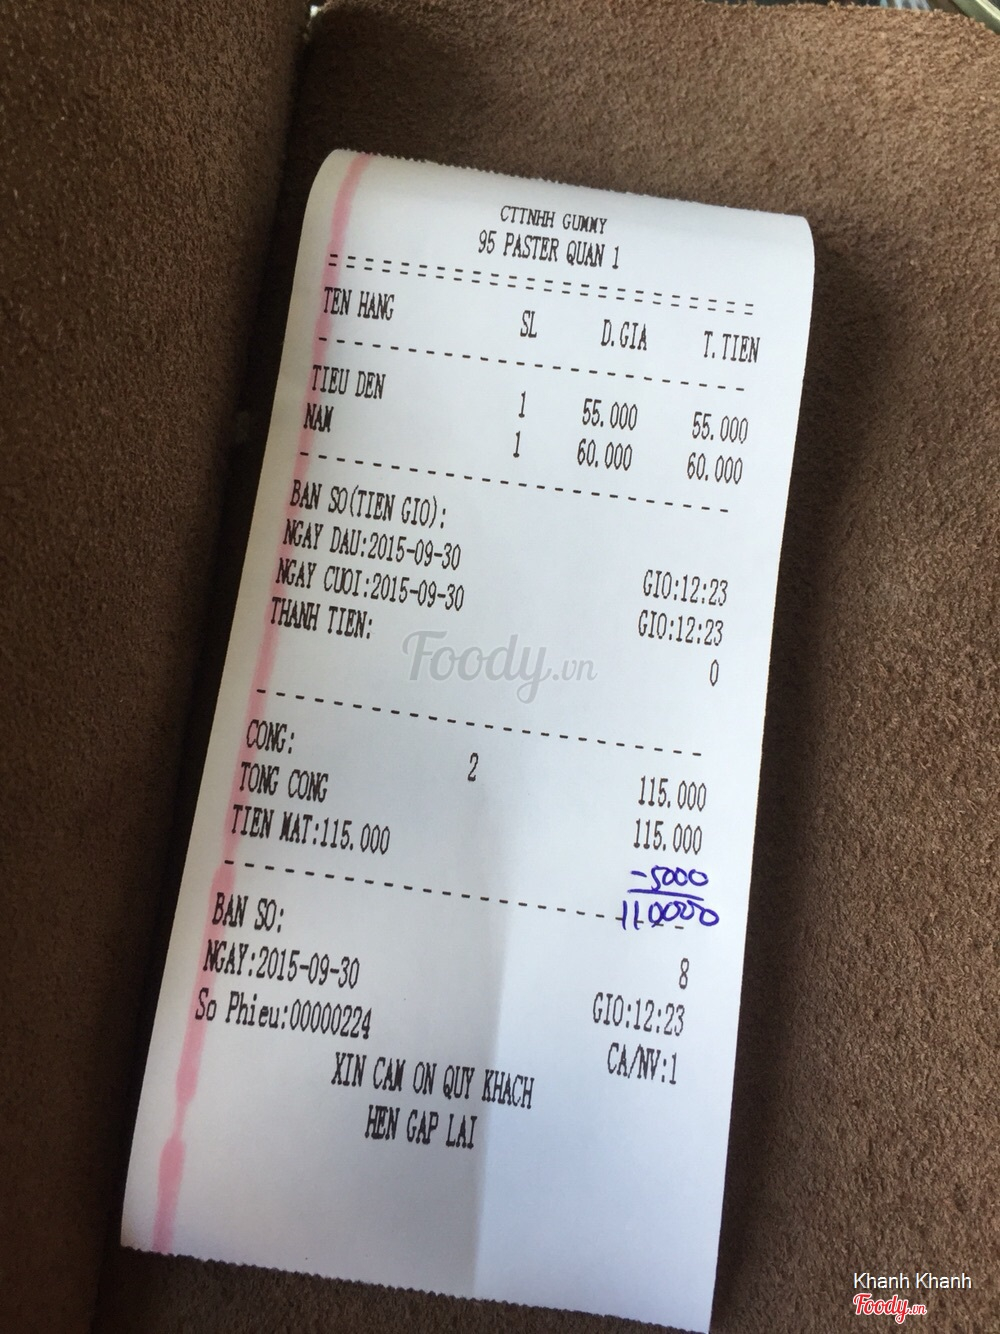 CTTNHH GUMMY
95 PASTER QUAN 1
TEN HANG SL D.GIA T.TIEN
TIEU DEN 1 55.000 55.000
NAM 1 60.000 60.000
BAN SO(TIEN GIO):
NGAY DAU:2015-09-30 GIO:12:23
NGAY CUOI:2015-09-30 GIO:12:23
THANH TIEN: 0
Foody.vn
CONG: 2 115.000
TONG CONG 115.000
TIEN MAT:115.000
-5000
110000
BAN SO: 8
NGAY:2015-09-30 GIO:12:23
So Phieu:00000224 CA/NV:1
XIN CAM ON QUY KHACH
HEN GAP LAI
Khanh Khanh
Foody.vn